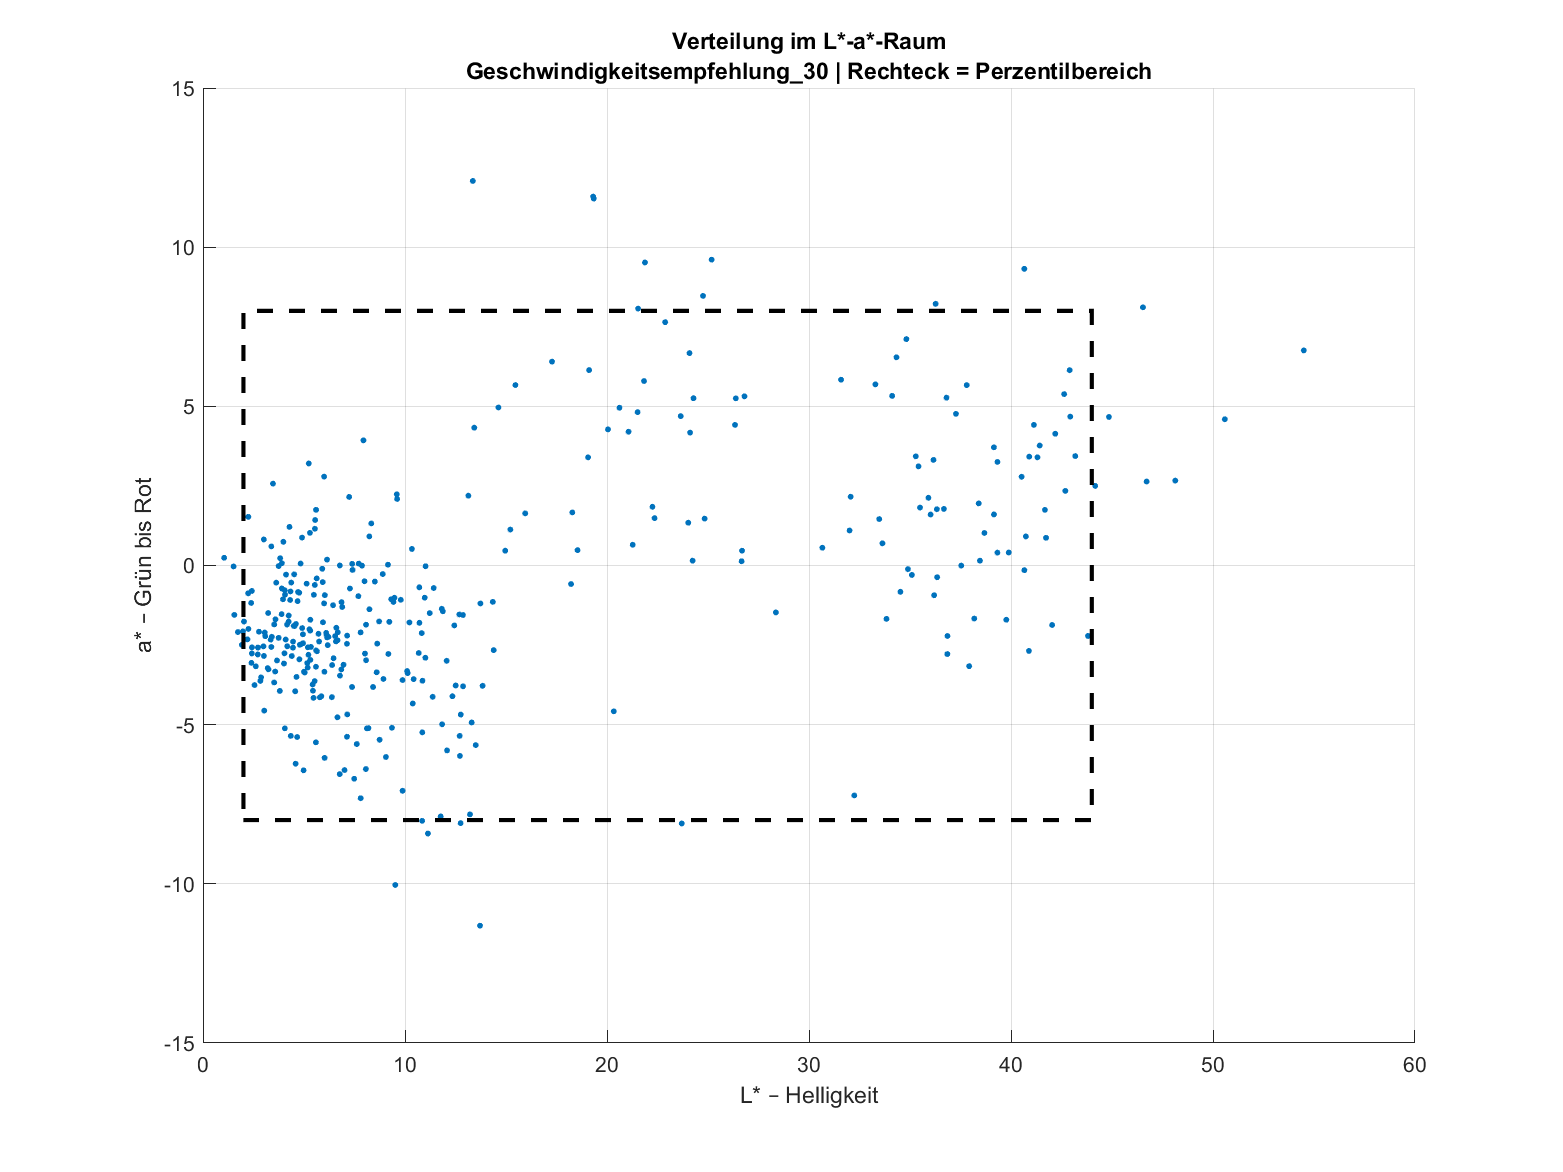 Verteilung im L*-a*-Raum
Geschwindigkeitsempfehlung_30 | Rechteck = Perzentilbereich
15
10
5
0
-5
-10
-15
a* – Grün bis Rot
0 10 20 30 40 50 60
L* – Helligkeit